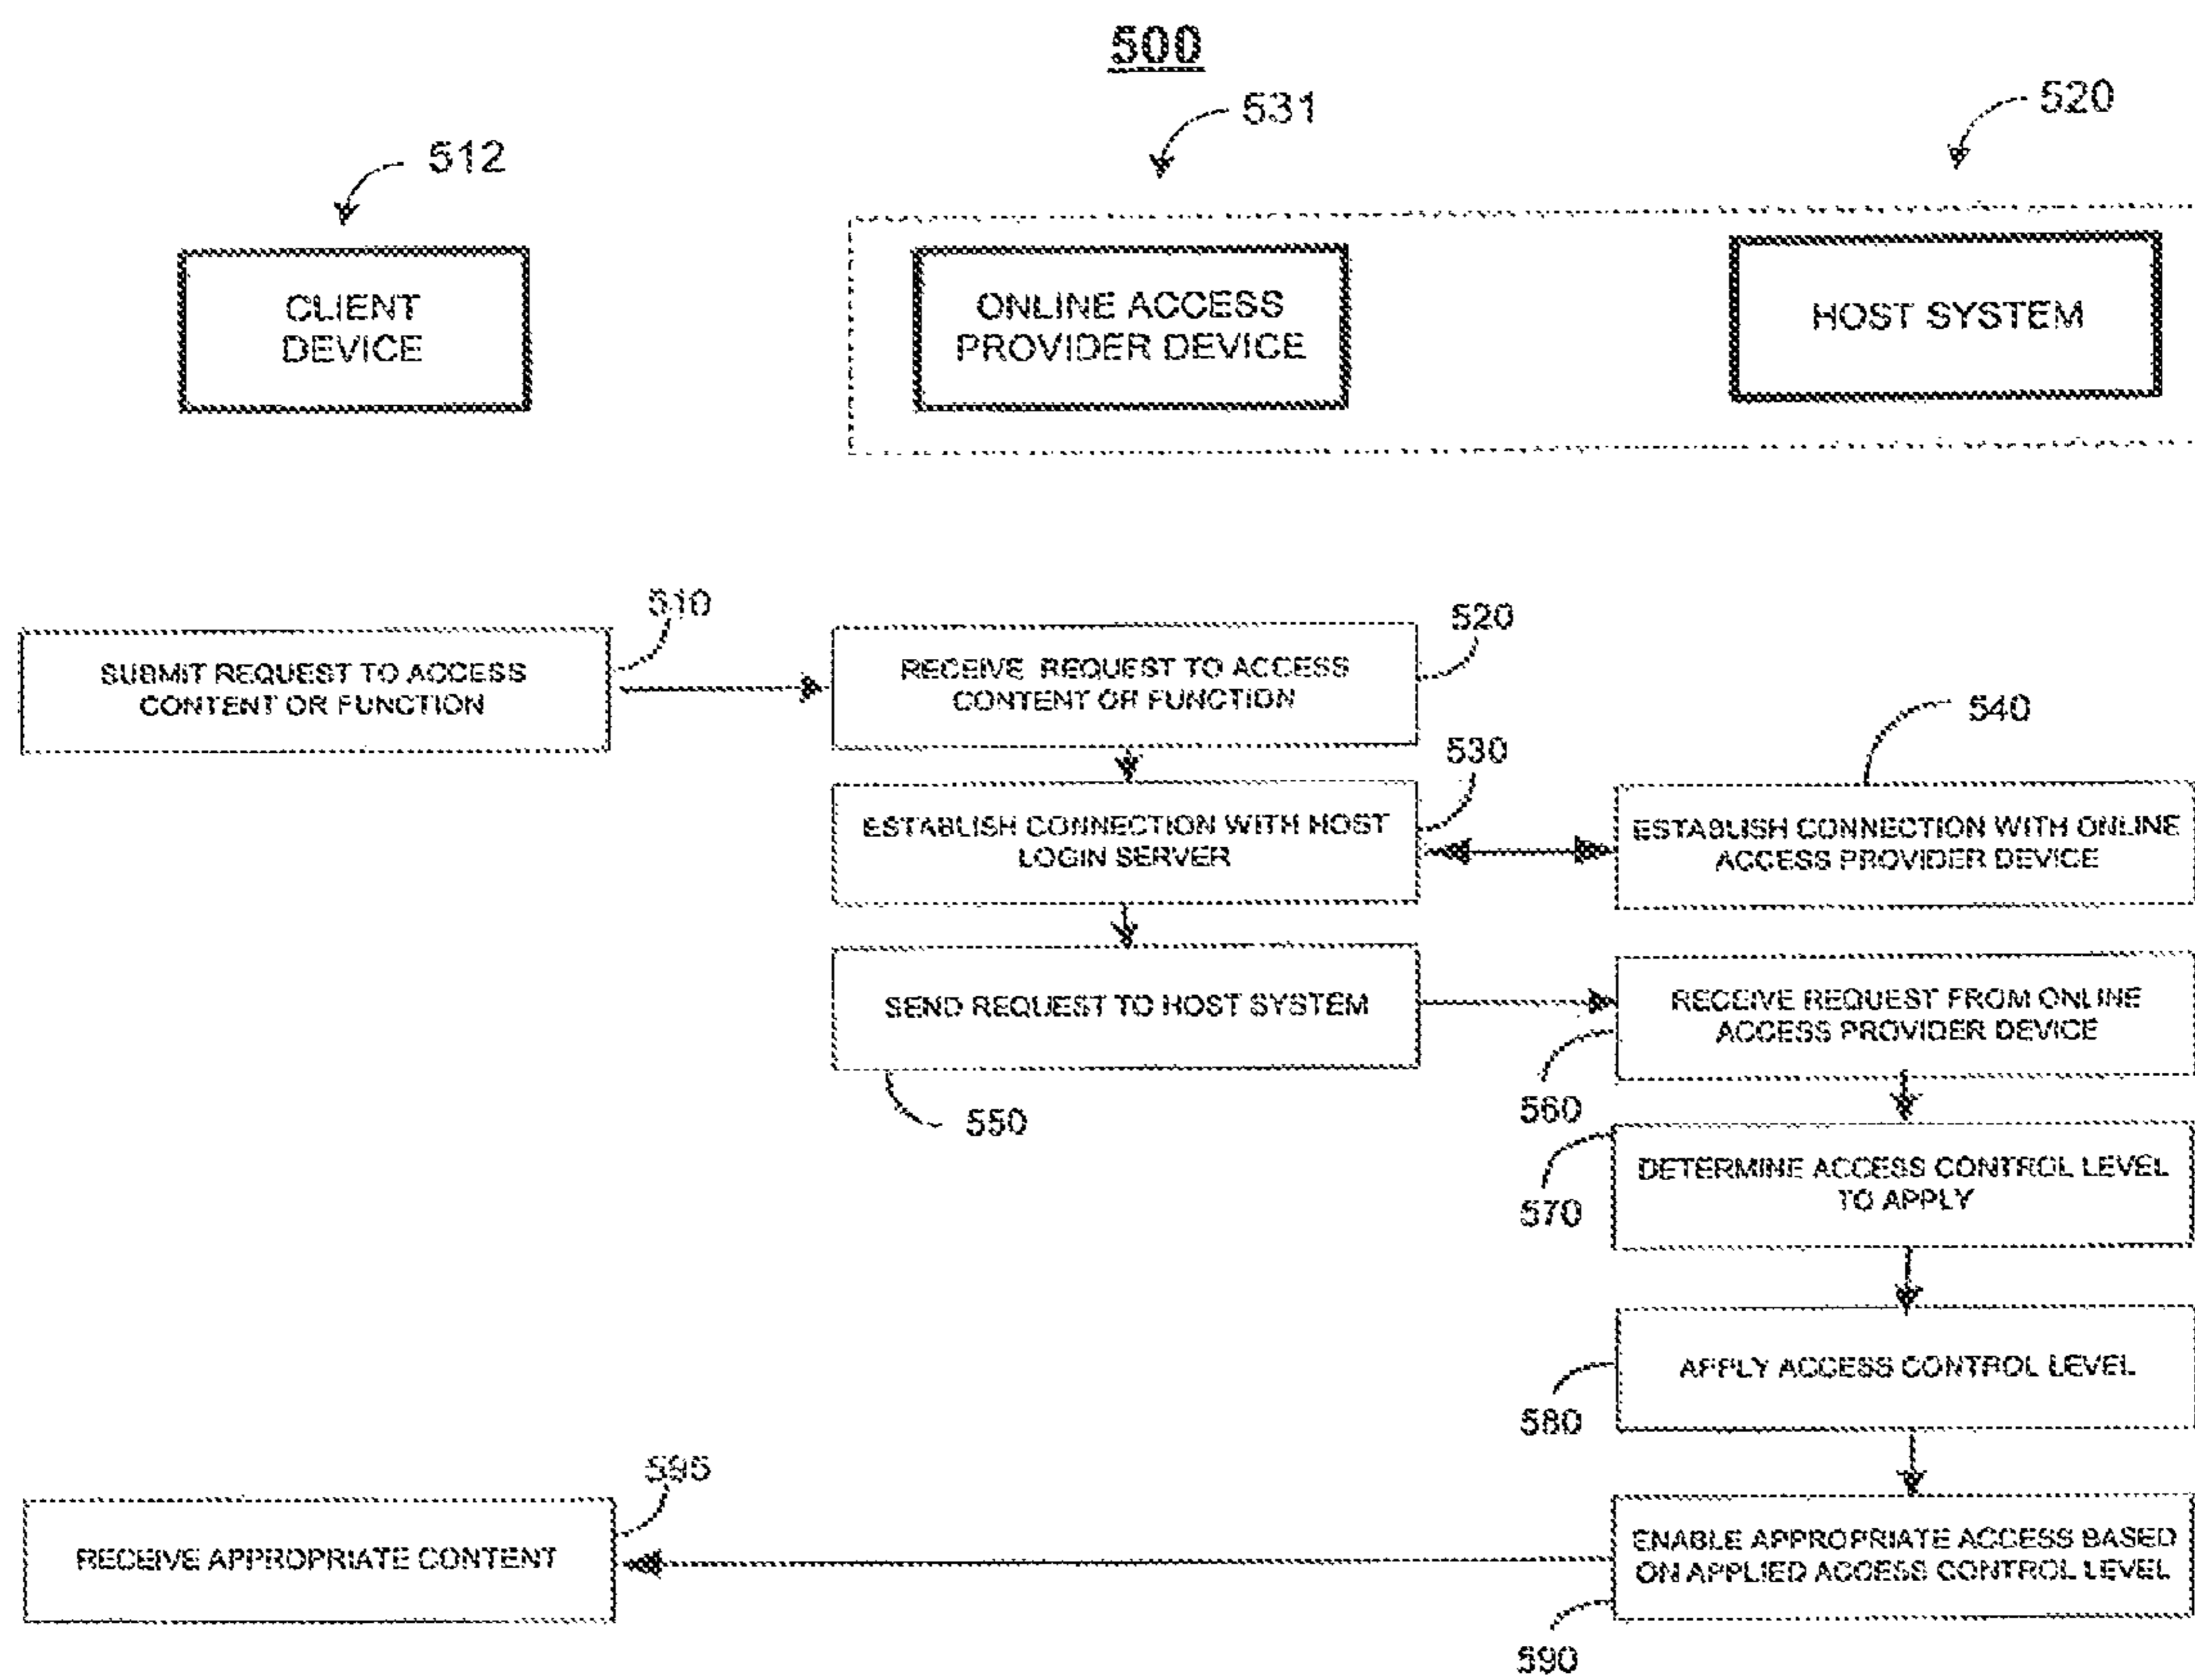 500
531
520
512
CLIENT
DEVICE
ONLINE ACCESS
PROVIDER DEVICE
HOST SYSTEM
510
SUBMIT REQUEST TO ACCESS
CONTENT OR FUNCTION
520
RECEIVE REQUEST TO ACCESS
CONTENT OR FUNCTION
530
540
ESTABLISH CONNECTION WITH HOST
LOGIN SERVER
ESTABLISH CONNECTION WITH ONLINE
ACCESS PROVIDER DEVICE
SEND REQUEST TO HOST SYSTEM
550
RECEIVE REQUEST FROM ONLINE
ACCESS PROVIDER DEVICE
560
DETERMINE ACCESS CONTROL LEVEL
TO APPLY
570
APPLY ACCESS CONTROL LEVEL
580
595
RECEIVE APPROPRIATE CONTENT
ENABLE APPROPRIATE ACCESS BASED
ON APPLIED ACCESS CONTROL LEVEL
590